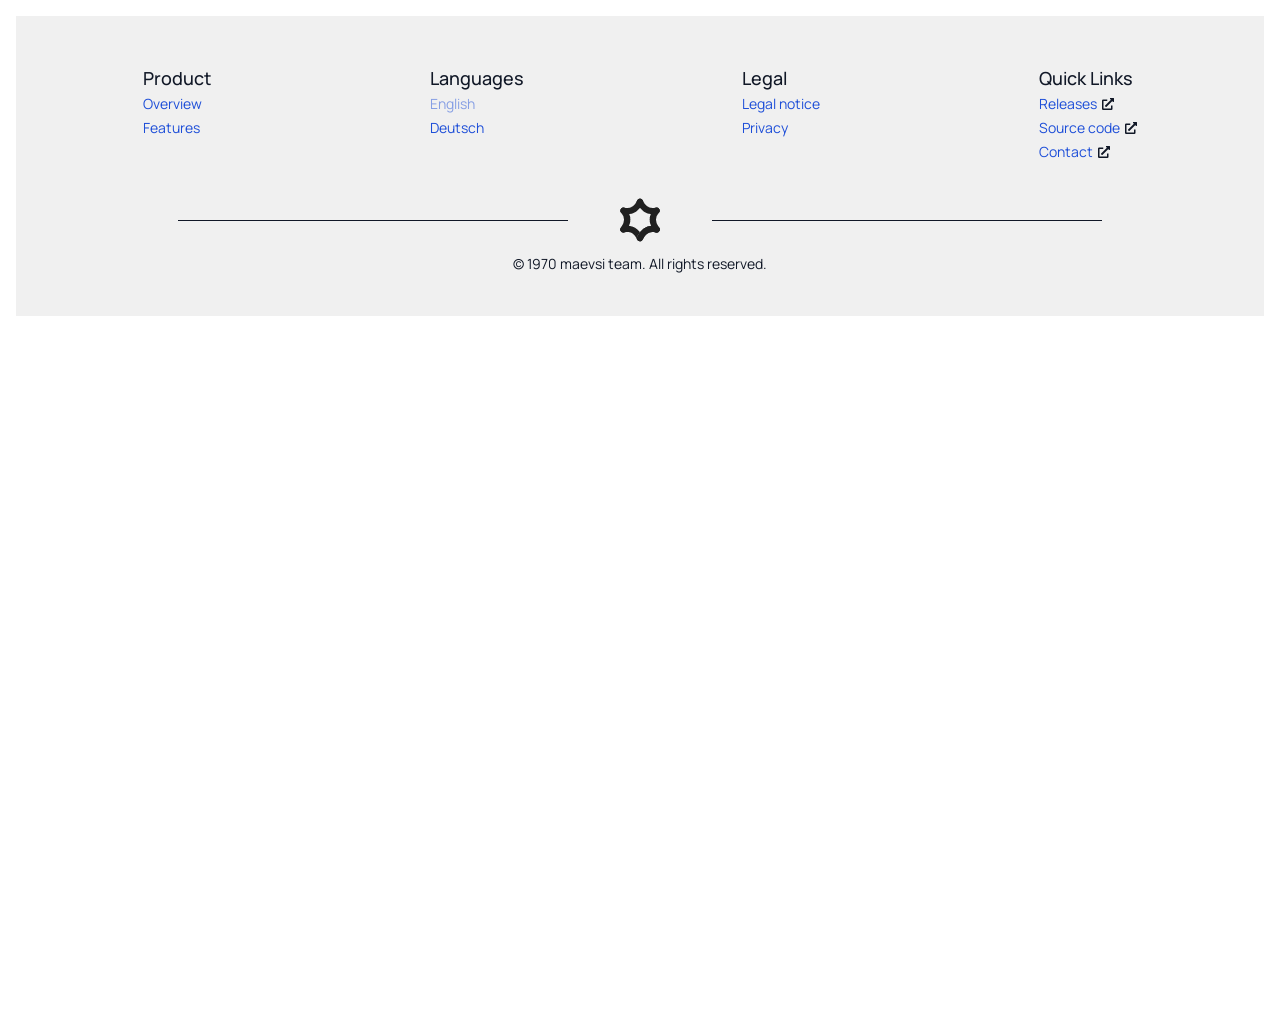 Product
Overview
Features
Languages
English
Deutsch
Legal
Legal notice
Privacy
Quick Links
Releases
Source code
Contact
© 1970 maevsi team. All rights reserved.